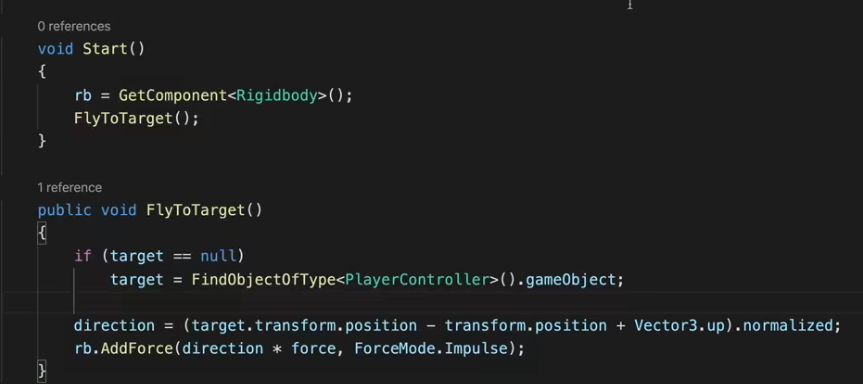 0 references
void Start()
{
rb = GetComponent<Rigidbody>();
FlyToTarget();
}
1 reference
public void FlyToTarget()
{
if (target == null)
target = FindObjectOfType<PlayerController>().gameObject;
direction = (target.transform.position - transform.position + Vector3.up).normalized;
rb.AddForce(direction * force, ForceMode.Impulse);
}